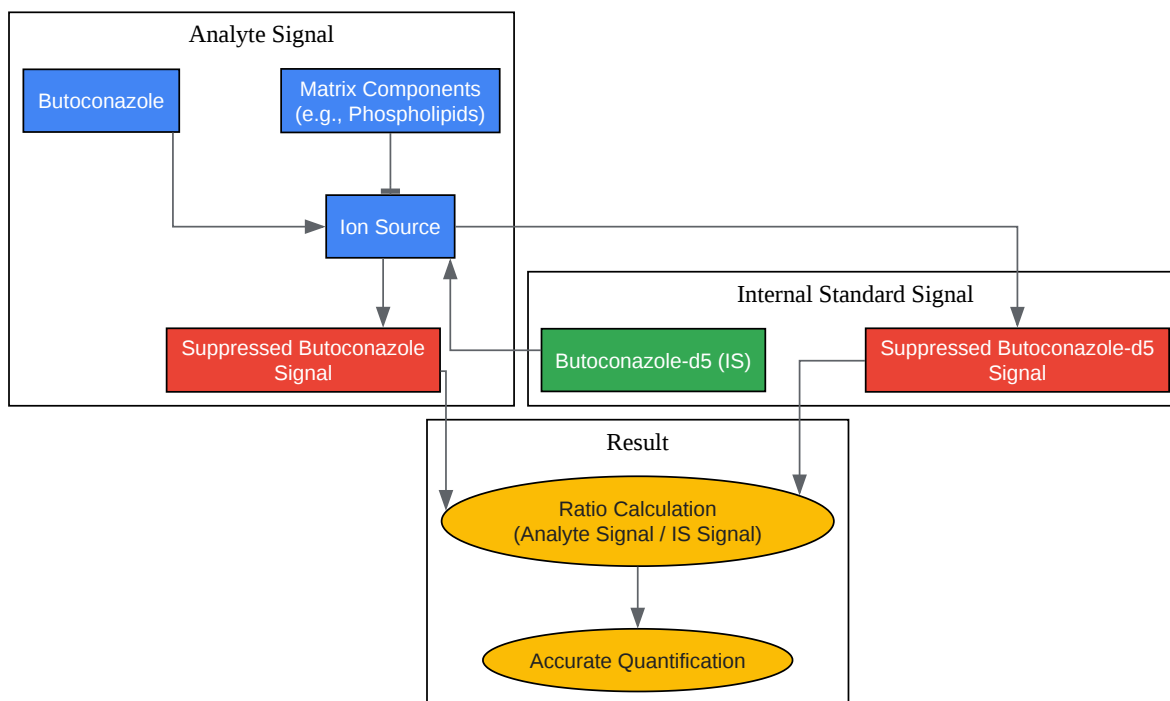 Analyte Signal
Butoconazole
Matrix Components
(e.g., Phospholipids)
Ion Source
Suppressed Butoconazole
Signal
Internal Standard Signal
Butoconazole-d5 (IS)
Suppressed Butoconazole-d5
Signal
Result
Ratio Calculation
(Analyte Signal / IS Signal)
Accurate Quantification